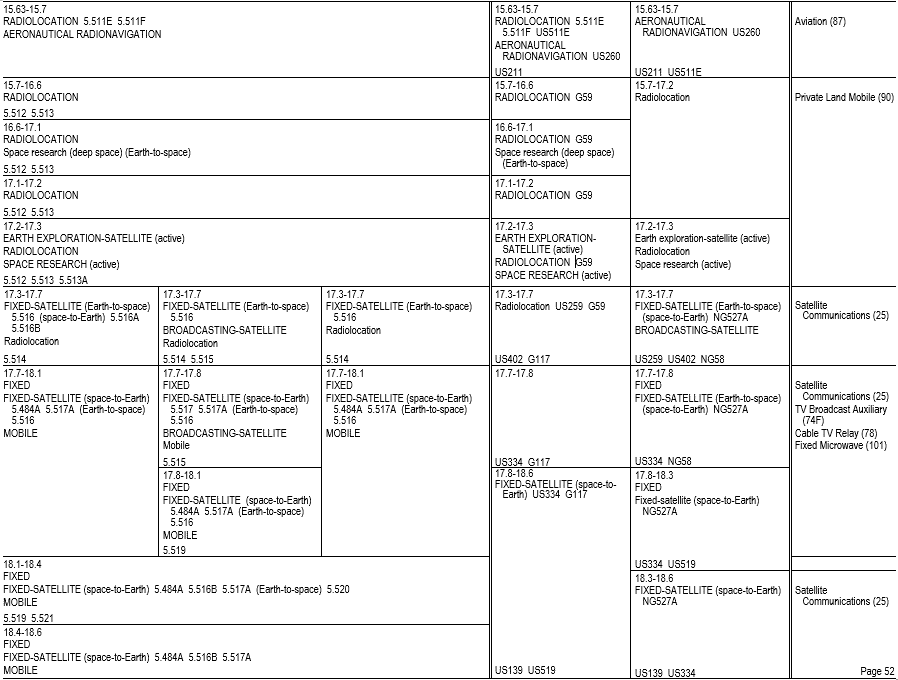 15.63-15.7
RADIOLOCATION 5.511E 5.511F
AERONAUTICAL RADIONAVIGATION
15.63-15.7
RADIOLOCATION 5.511E
5.511F US511E
AERONAUTICAL
RADIONAVIGATION US260
US211
15.63-15.7
AERONAUTICAL
RADIONAVIGATION US260
US211 US511E
Aviation (87)
15.7-16.6
RADIOLOCATION
5.512 5.513
15.7-16.6
RADIOLOCATION G59
15.7-17.2
Radiolocation
Private Land Mobile (90)
16.6-17.1
RADIOLOCATION
Space research (deep space) (Earth-to-space)
5.512 5.513
16.6-17.1
RADIOLOCATION G59
Space research (deep space)
(Earth-to-space)
17.1-17.2
RADIOLOCATION
5.512 5.513
17.1-17.2
RADIOLOCATION G59
17.2-17.3
EARTH EXPLORATION-SATELLITE (active)
RADIOLOCATION
SPACE RESEARCH (active)
5.512 5.513 5.513A
17.2-17.3
EARTH EXPLORATION-
SATELLITE (active)
RADIOLOCATION G59
SPACE RESEARCH (active)
17.2-17.3
Earth exploration-satellite (active)
Radiolocation
Space research (active)
17.3-17.7
FIXED-SATELLITE (Earth-to-space)
5.516 (space-to-Earth) 5.516A
5.516B
Radiolocation
5.514
17.3-17.7
FIXED-SATELLITE (Earth-to-space)
5.516
BROADCASTING-SATELLITE
Radiolocation
5.514 5.515
17.3-17.7
FIXED-SATELLITE (Earth-to-space)
5.516
Radiolocation
5.514
17.3-17.7
Radiolocation US259 G59
US402 G117
17.3-17.7
FIXED-SATELLITE (Earth-to-space)
(space-to-Earth) NG527A
BROADCASTING-SATELLITE
US259 US402 NG58
Satellite
Communications (25)
17.7-18.1
FIXED
FIXED-SATELLITE (space-to-Earth)
5.484A 5.517A (Earth-to-space)
5.516
MOBILE
17.7-17.8
FIXED
FIXED-SATELLITE (space-to-Earth)
5.517 5.517A (Earth-to-space)
5.516
BROADCASTING-SATELLITE
Mobile
5.515
17.7-18.1
FIXED
FIXED-SATELLITE (space-to-Earth)
5.484A 5.517A (Earth-to-space)
5.516
MOBILE
17.7-17.8
US334 G117
17.7-17.8
FIXED
FIXED-SATELLITE (Earth-to-space)
(space-to-Earth) NG527A
US334 NG58
Satellite
Communications (25)
TV Broadcast Auxiliary
(74F)
Cable TV Relay (78)
Fixed Microwave (101)
17.8-18.1
FIXED
FIXED-SATELLITE (space-to-Earth)
5.484A 5.517A (Earth-to-space)
5.516
MOBILE
5.519
17.8-18.6
FIXED-SATELLITE (space-to-
Earth) US334 G117
US139 US519
17.8-18.3
FIXED
Fixed-satellite (space-to-Earth)
NG527A
US334 US519
18.1-18.4
FIXED
FIXED-SATELLITE (space-to-Earth) 5.484A 5.516B 5.517A (Earth-to-space) 5.520
MOBILE
5.519 5.521
18.3-18.6
FIXED-SATELLITE (space-to-Earth)
NG527A
US139 US334
Satellite
Communications (25)
18.4-18.6
FIXED
FIXED-SATELLITE (space-to-Earth) 5.484A 5.516B 5.517A
MOBILE
Page 52